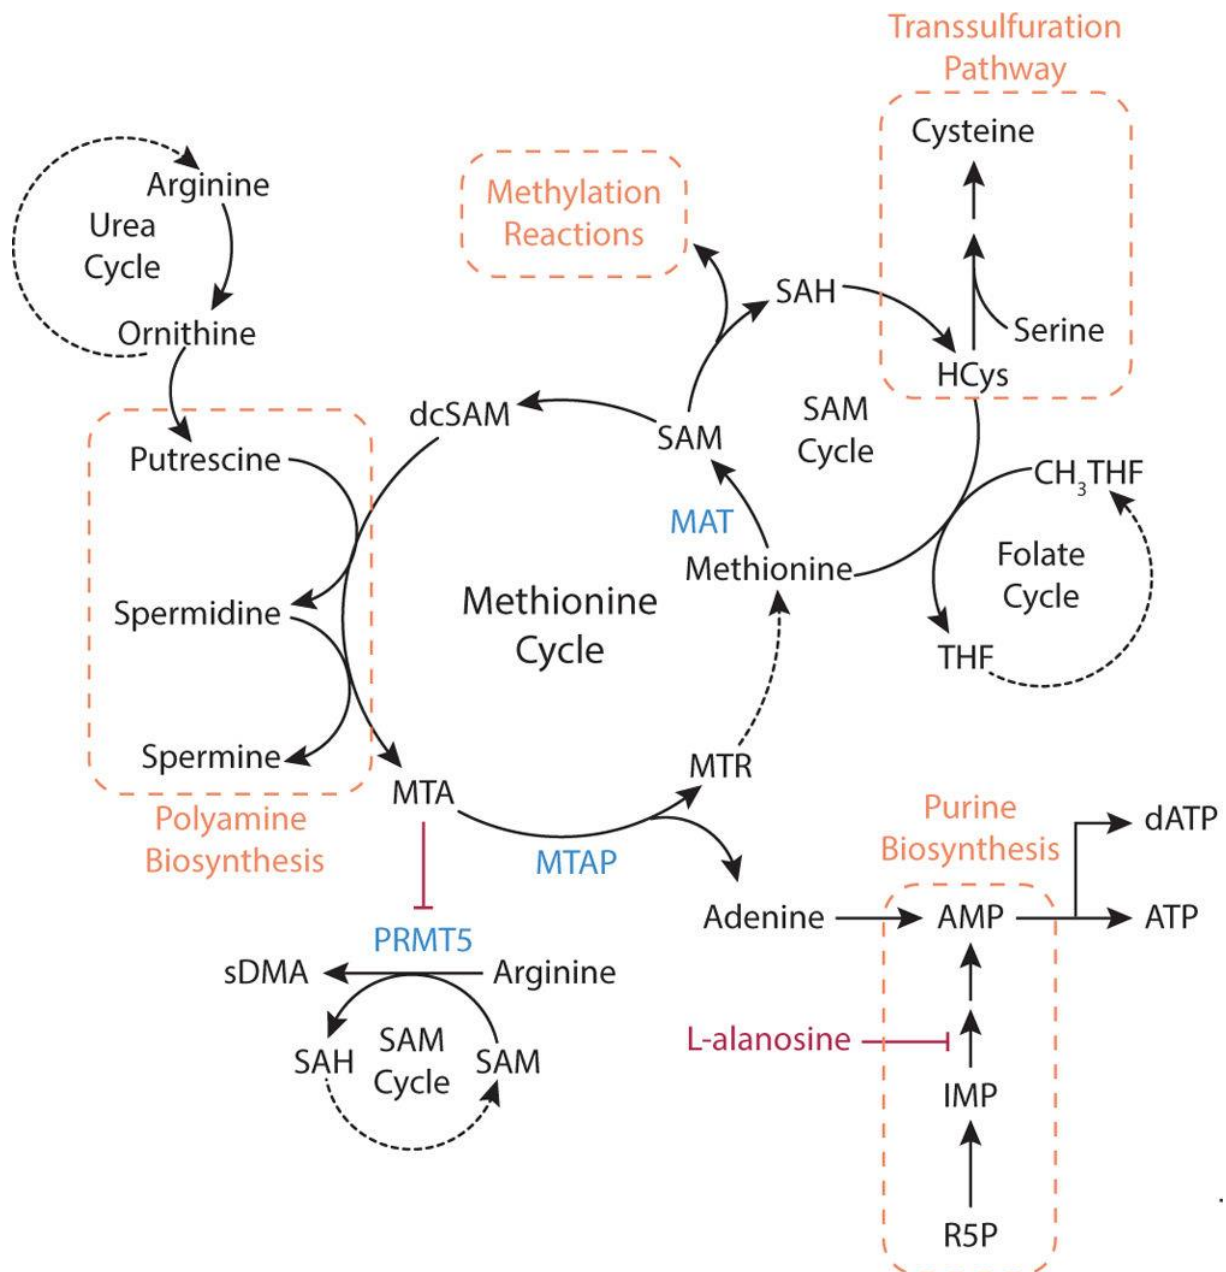 Transsulfuration
Pathway
Cysteine
Arginine
Methylation
Reactions
Urea
Cycle
SAH
Ornithine
Serine
HCys
dcSAM
SAM
SAM
Cycle
Putrescine
CH₃THF
MAT
Methionine
Folate
Cycle
Methionine
Cycle
Spermidine
THF
Spermine
MTR
MTA
Polyamine
Biosynthesis
MTAP
Purine
Biosynthesis
dATP
Adenine
AMP
ATP
PRMT5
sDMA
Arginine
SAM
Cycle
SAH
SAM
L-alanosine
IMP
R5P